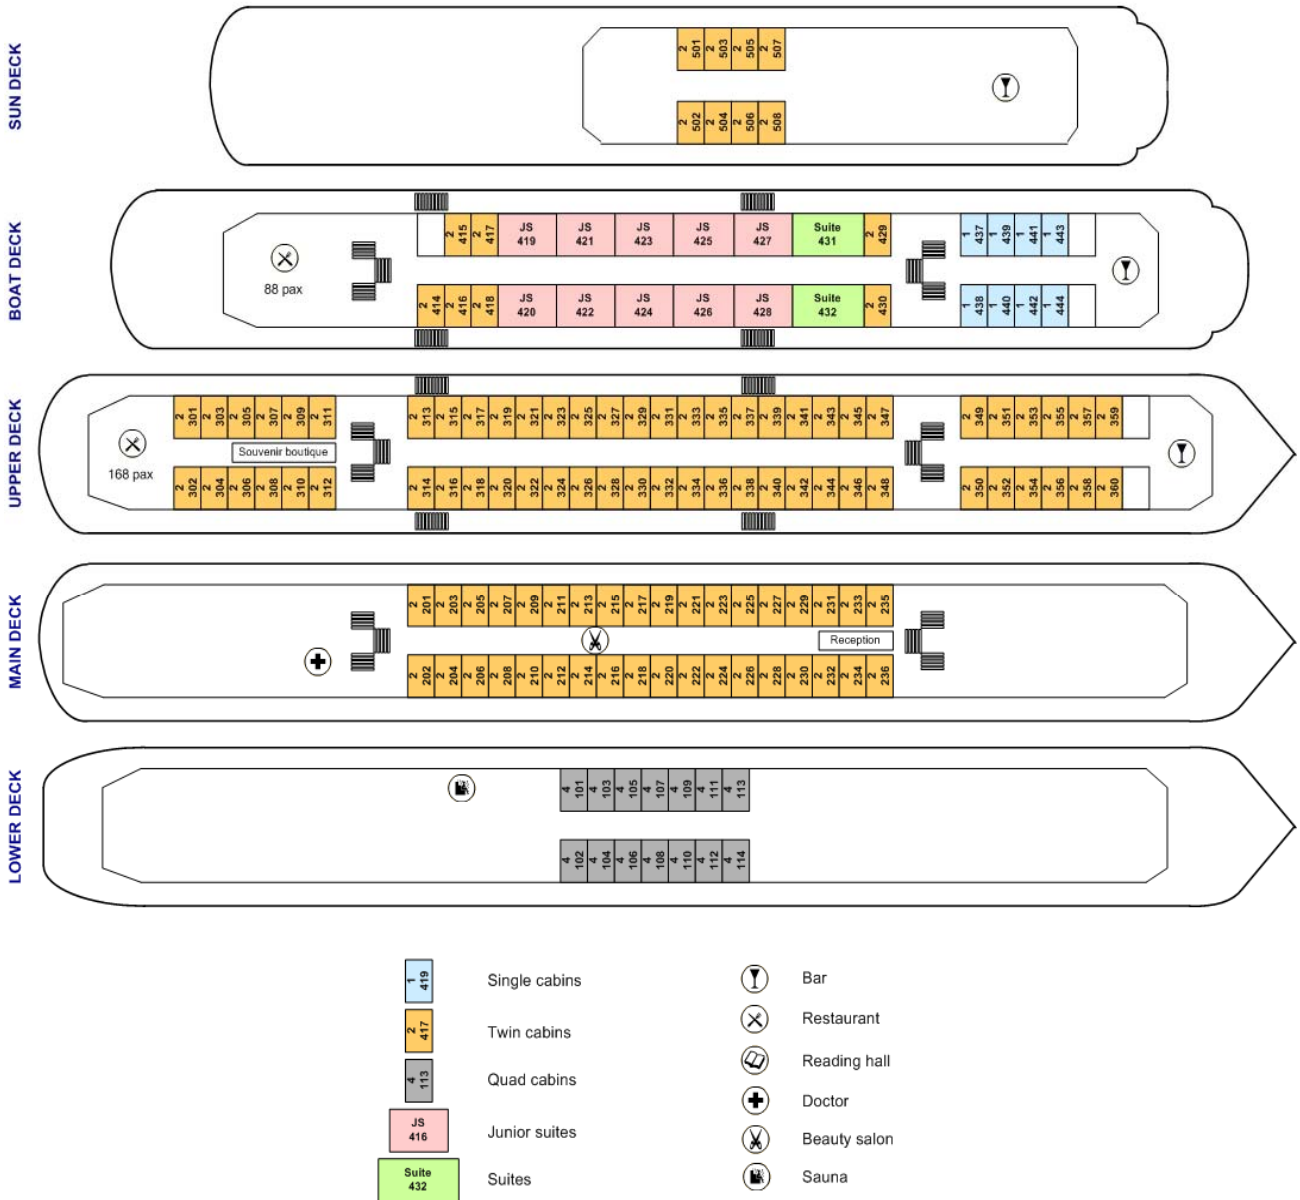 SUN DECK
2 501 2 503 2 505 2 507
2 502 2 504 2 506 2 508
BOAT DECK
88 pax
2 415 2 417 JS 419 JS 421 JS 423 JS 425 JS 427 Suite 431 2 429 1 437 1 439 1 441 1 443
2 414 2 416 2 418 JS 420 JS 422 JS 424 JS 426 JS 428 Suite 432 2 430 1 438 1 440 1 442 1 444
UPPER DECK
168 pax
2 301 2 303 2 305 2 307 2 309 2 311 2 313 2 315 2 317 2 319 2 321 2 323 2 325 2 327 2 329 2 331 2 333 2 335 2 337 2 339 2 341 2 343 2 345 2 347 2 349 2 351 2 353 2 355 2 357 2 359
Souvenir boutique
2 302 2 304 2 306 2 308 2 310 2 312 2 314 2 316 2 318 2 320 2 322 2 324 2 326 2 328 2 330 2 332 2 334 2 336 2 338 2 340 2 342 2 344 2 346 2 348 2 350 2 352 2 354 2 356 2 358 2 360
MAIN DECK
2 201 2 203 2 205 2 207 2 209 2 211 2 213 2 215 2 217 2 219 2 221 2 223 2 225 2 227 2 229 2 231 2 233 2 235
Reception
2 202 2 204 2 206 2 208 2 210 2 212 2 214 2 216 2 218 2 220 2 222 2 224 2 226 2 228 2 230 2 232 2 234 2 236
LOWER DECK
4 101 4 103 4 105 4 107 4 109 4 111 4 113
4 102 4 104 4 106 4 108 4 110 4 112 4 114
1 419 Single cabins
2 417 Twin cabins
4 113 Quad cabins
JS 416 Junior suites
Suite 432 Suites
Bar
Restaurant
Reading hall
Doctor
Beauty salon
Sauna